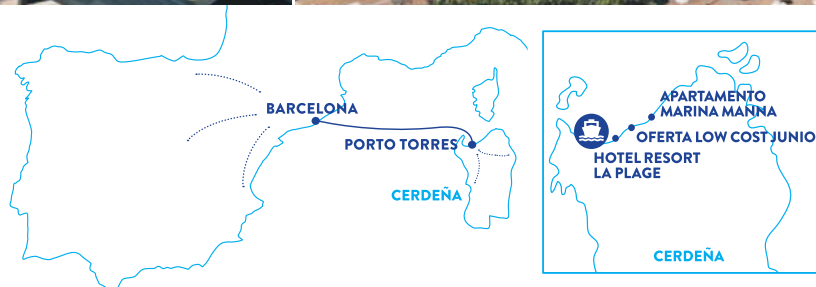 BARCELONA
PORTO TORRES
CERDEÑA
APARTAMENTO
MARINA MANNA
OFERTA LOW COST JUNIO
HOTEL RESORT
LA PLAGE
CERDEÑA